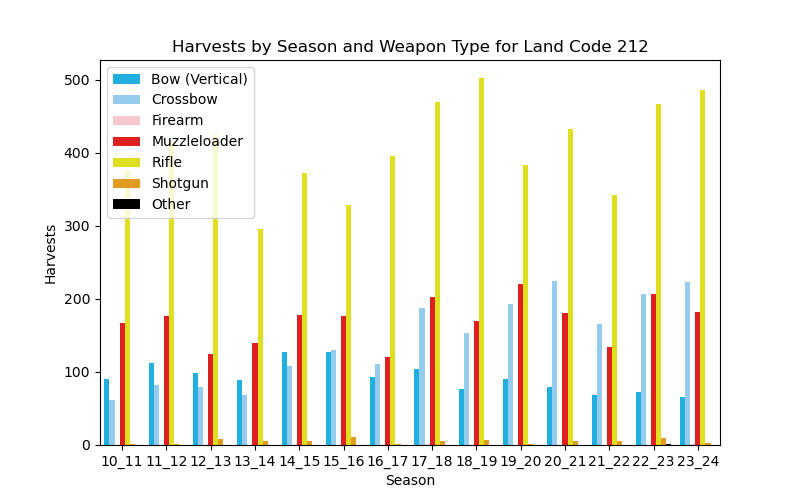 Harvests by Season and Weapon Type for Land Code 212
500
400
300
200
100
0
Harvests
Bow (Vertical)
Crossbow
Firearm
Muzzleloader
Rifle
Shotgun
Other
10_11 11_12 12_13 13_14 14_15 15_16 16_17 17_18 18_19 19_20 20_21 21_22 22_23 23_24
Season